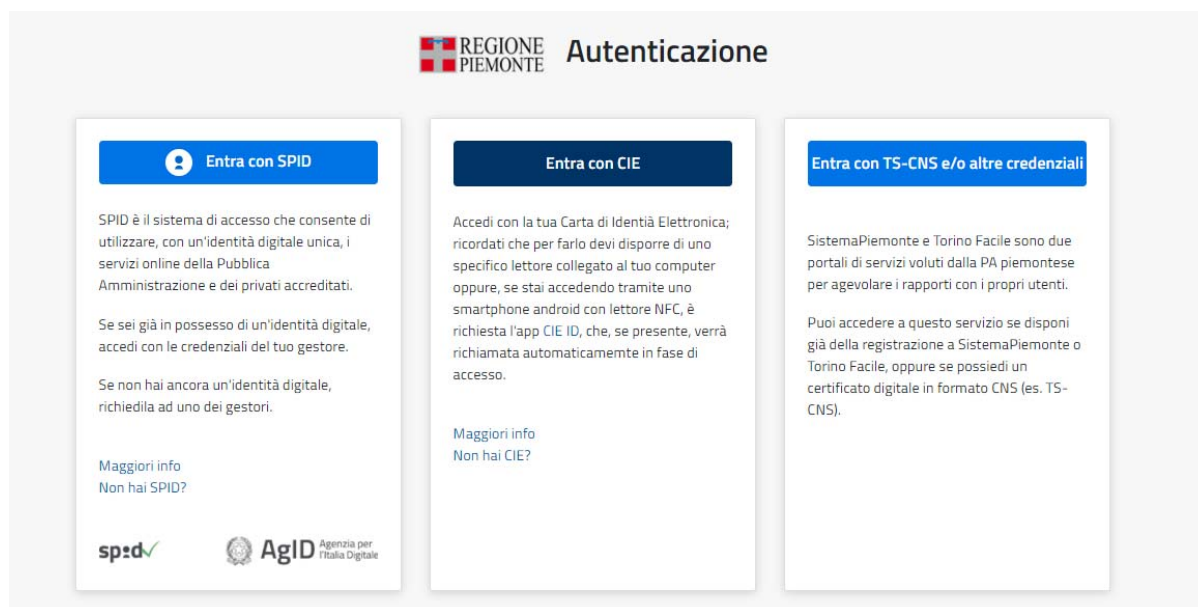 REGIONE
PIEMONTE
Autenticazione
Entra con SPID
SPID è il sistema di accesso che consente di
utilizzare, con un'identità digitale unica, i
servizi online della Pubblica
Amministrazione e dei privati accreditati.
Se sei già in possesso di un'identità digitale,
accedi con le credenziali del tuo gestore.
Se non hai ancora un'identità digitale,
richiedila ad uno dei gestori.
Maggiori info
Non hai SPID?
spid
AgID Agenzia per
l'Italia Digitale
Entra con CIE
Accedi con la tua Carta di Identià Elettronica;
ricordati che per farlo devi disporre di uno
specifico lettore collegato al tuo computer
oppure, se stai accedendo tramite uno
smartphone android con lettore NFC, è
richiesta l'app CIE ID, che, se presente, verrà
richiamata automaticamemte in fase di
accesso.
Maggiori info
Non hai CIE?
Entra con TS-CNS e/o altre credenziali
SistemaPiemonte e Torino Facile sono due
portali di servizi voluti dalla PA piemontese
per agevolare i rapporti con i propri utenti.
Puoi accedere a questo servizio se disponi
già della registrazione a SistemaPiemonte o
Torino Facile, oppure se possiedi un
certificato digitale in formato CNS (es. TS-
CNS).